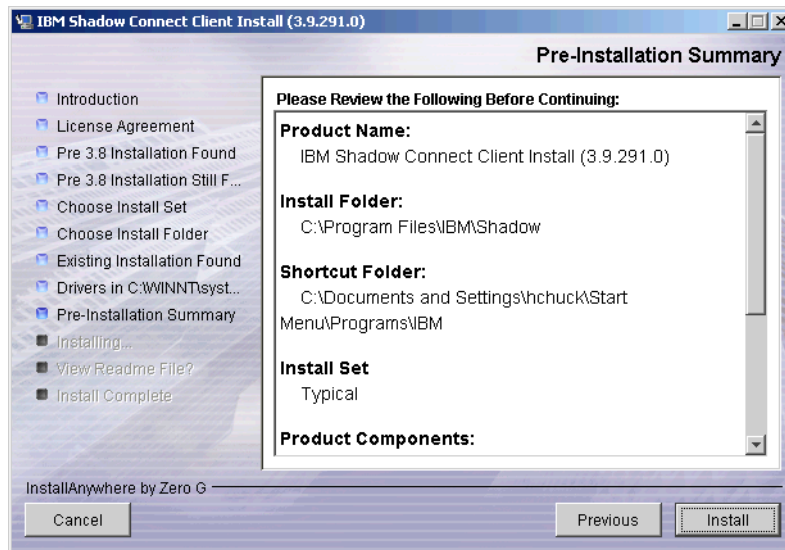 IBM Shadow Connect Client Install (3.9.291.0)
Pre-Installation Summary
Introduction
License Agreement
Pre 3.8 Installation Found
Pre 3.8 Installation Still F...
Choose Install Set
Choose Install Folder
Existing Installation Found
Drivers in C:\WINNT\syst...
Pre-Installation Summary
Installing...
View Readme File?
Install Complete
Please Review the Following Before Continuing:
Product Name:
IBM Shadow Connect Client Install (3.9.291.0)
Install Folder:
C:\Program Files\IBM\Shadow
Shortcut Folder:
C:\Documents and Settings\hchuck\Start
Menu\Programs\IBM
Install Set
Typical
Product Components:
InstallAnywhere by Zero G
Cancel
Previous
Install